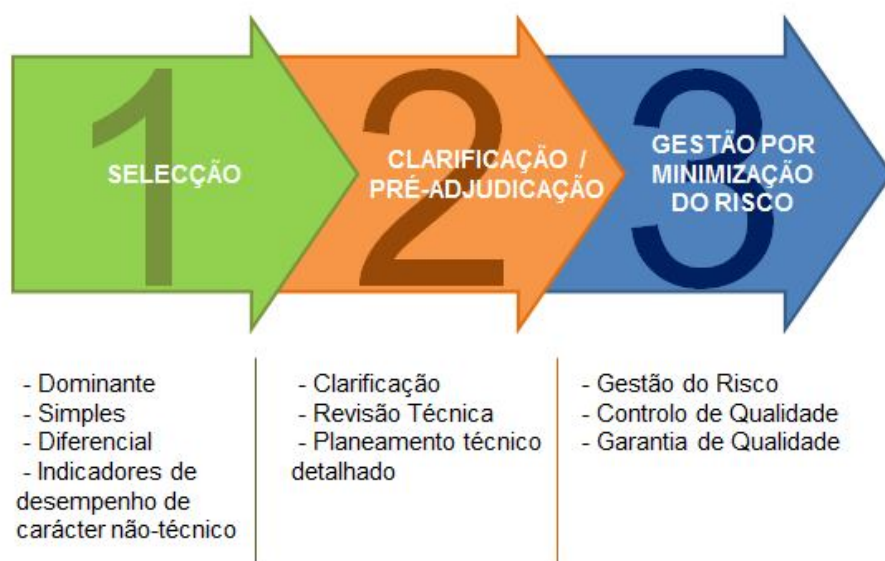 1
SELECÇÃO
2
CLARIFICAÇÃO /
PRÉ-ADJUDICAÇÃO
3
GESTÃO POR
MINIMIZAÇÃO
DO RISCO
- Dominante
- Simples
- Diferencial
- Indicadores de
desempenho de
carácter não-técnico
- Clarificação
- Revisão Técnica
- Planeamento técnico
detalhado
- Gestão do Risco
- Controlo de Qualidade
- Garantia de Qualidade